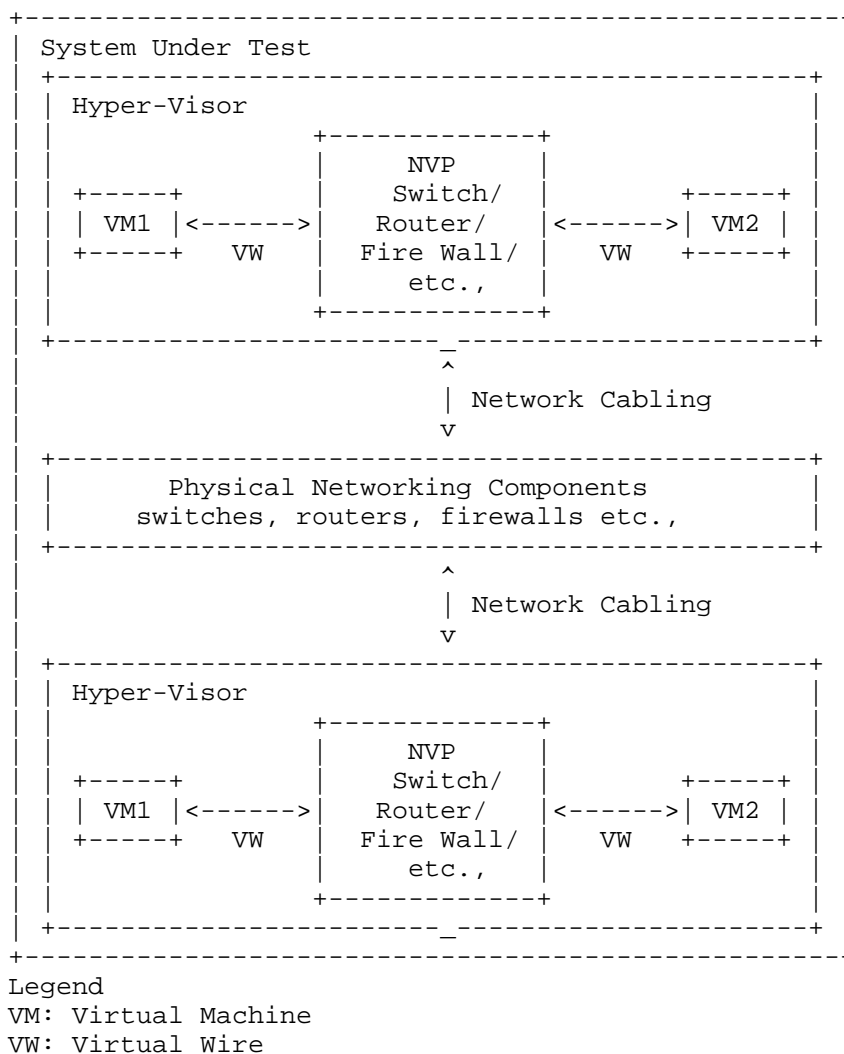 System Under Test
Hyper-Visor
NVP
Switch/
VM1 <------> Router/ <------> VM2
VW Fire Wall/ VW
etc.,
Network Cabling
Physical Networking Components
switches, routers, firewalls etc.,
Network Cabling
Hyper-Visor
NVP
Switch/
VM1 <------> Router/ <------> VM2
VW Fire Wall/ VW
etc.,
Legend
VM: Virtual Machine
VW: Virtual Wire